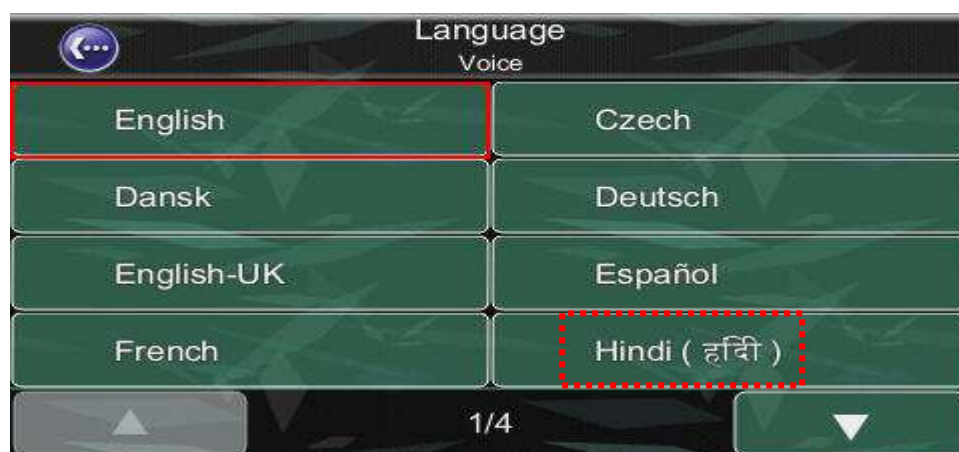 Language
Voice
English
Czech
Dansk
Deutsch
English-UK
Español
French
Hindi ( हिंदी )
1/4